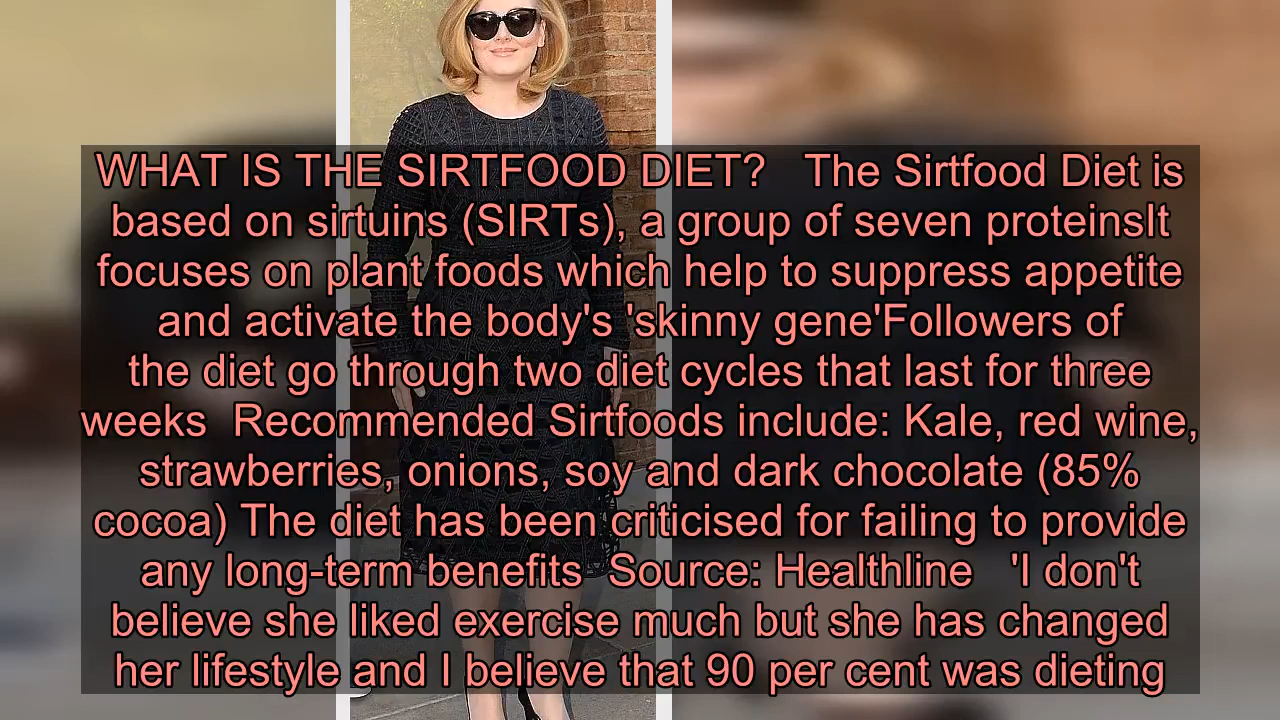 WHAT IS THE SIRTFOOD DIET?   The Sirtfood Diet is
based on sirtuins (SIRTs), a group of seven proteinsIt
focuses on plant foods which help to suppress appetite
and activate the body's 'skinny gene'Followers of
the diet go through two diet cycles that last for three
weeks  Recommended Sirtfoods include: Kale, red wine,
strawberries, onions, soy and dark chocolate (85%
cocoa) The diet has been criticised for failing to provide
any long-term benefits  Source: Healthline   'I don't
believe she liked exercise much but she has changed
her lifestyle and I believe that 90 per cent was dieting